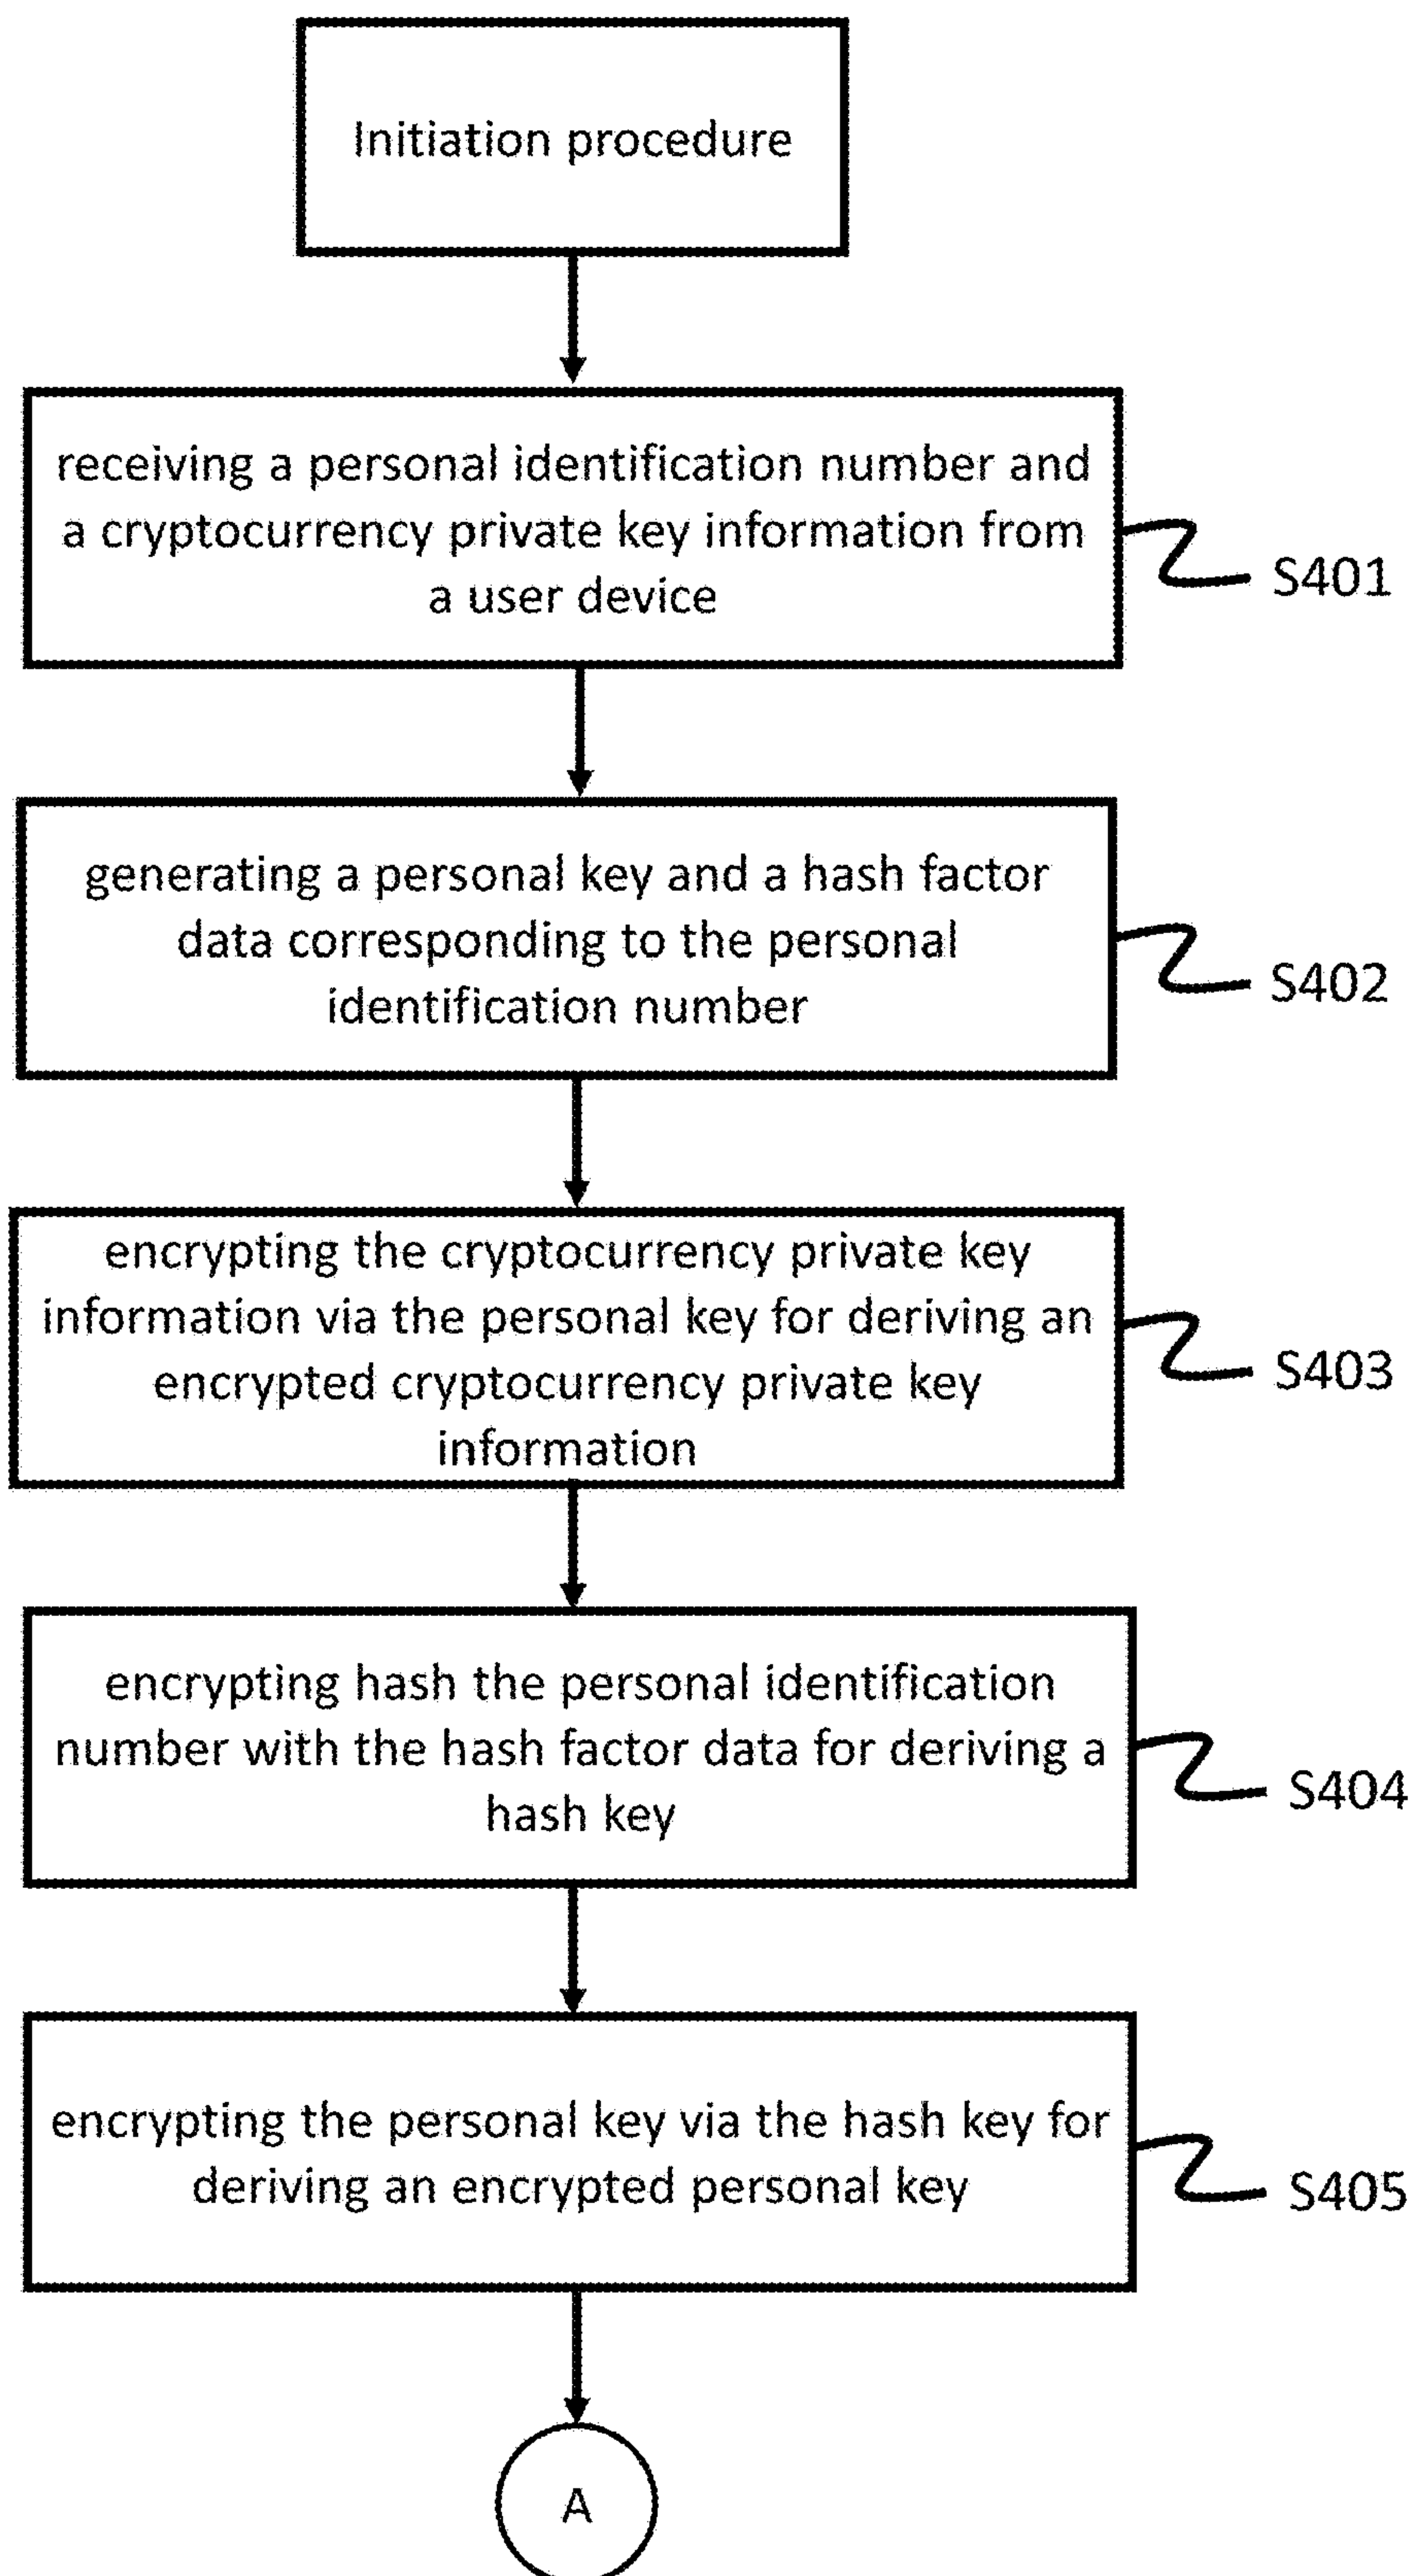 Initiation procedure
receiving a personal identification number and
a cryptocurrency private key information from
a user device
S401
generating a personal key and a hash factor
data corresponding to the personal
identification number
S402
encrypting the cryptocurrency private key
information via the personal key for deriving an
encrypted cryptocurrency private key
information
S403
encrypting hash the personal identification
number with the hash factor data for deriving a
hash key
S404
encrypting the personal key via the hash key for
deriving an encrypted personal key
S405
A